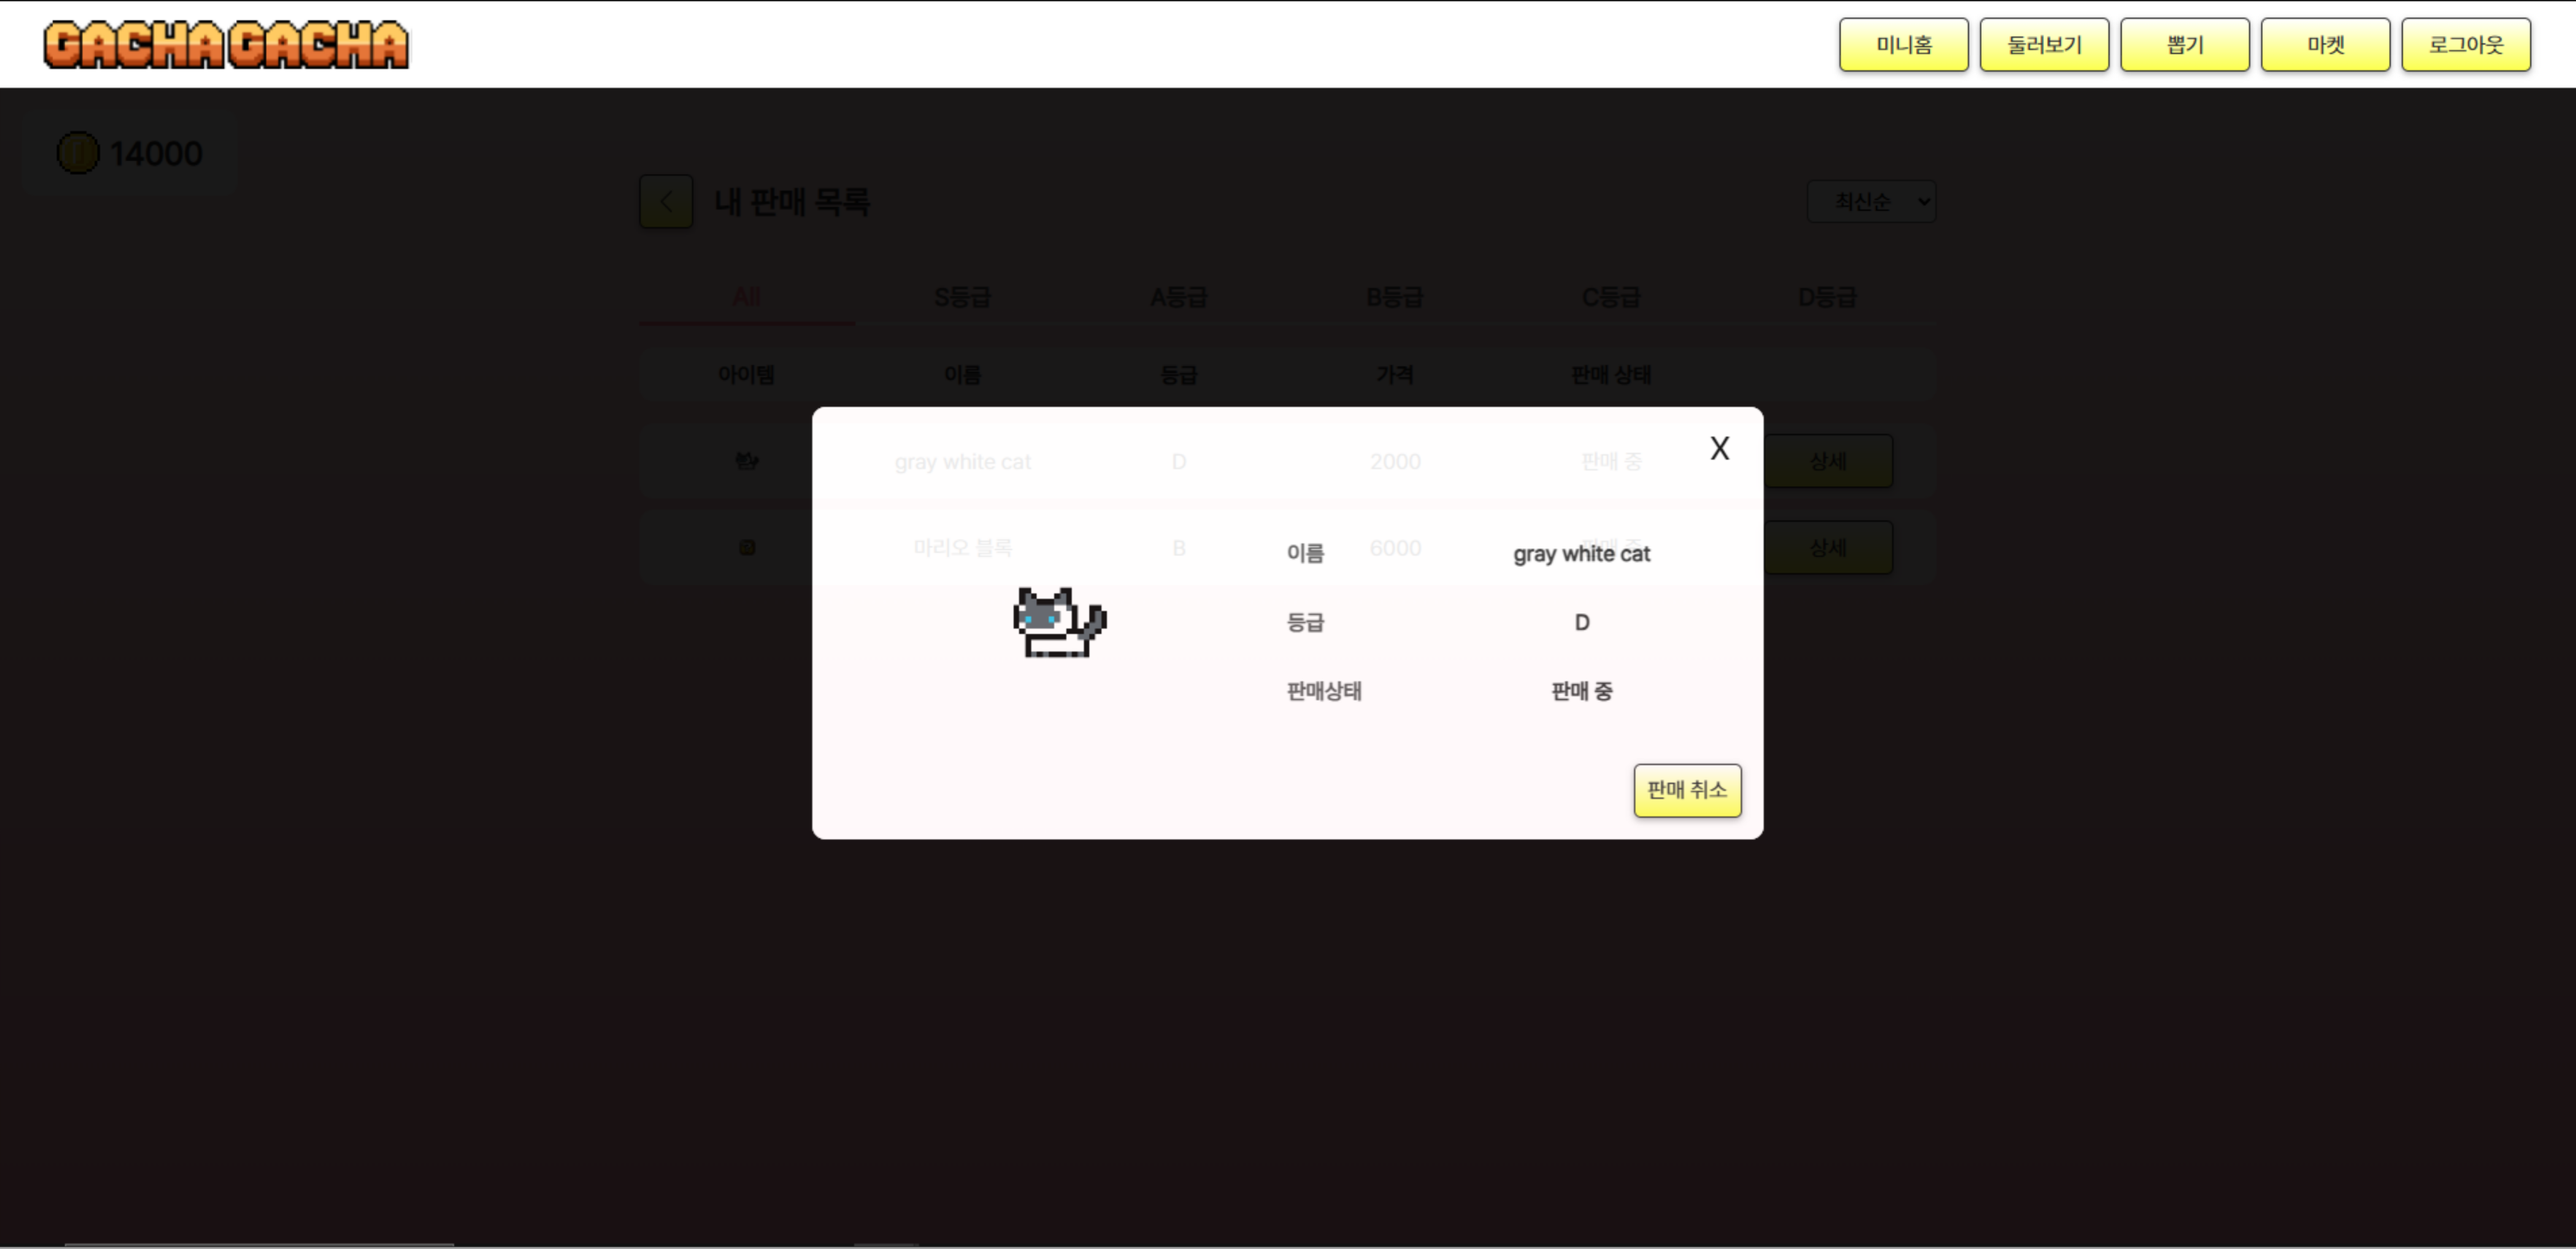 GACHA GACHA
미니홈 둘러보기 뽑기 마켓 로그아웃
14000
내 판매 목록
최신순
All S등급 A등급 B등급 C등급 D등급
아이템 이름 등급 가격 판매 상태
X
gray white cat D 2000 판매 중 상세
마리오 블록 B 6000 상세
이름 gray white cat
등급 D
판매상태 판매 중
판매 취소